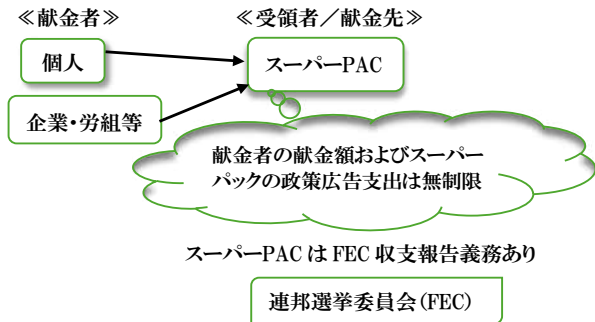 ≪献金者≫
≪受領者／献金先≫
個人
スーパーPAC
企業・労組等
献金者の献金額およびスーパー
パックの政策広告支出は無制限
スーパーPAC は FEC 収支報告義務あり
連邦選挙委員会(FEC)